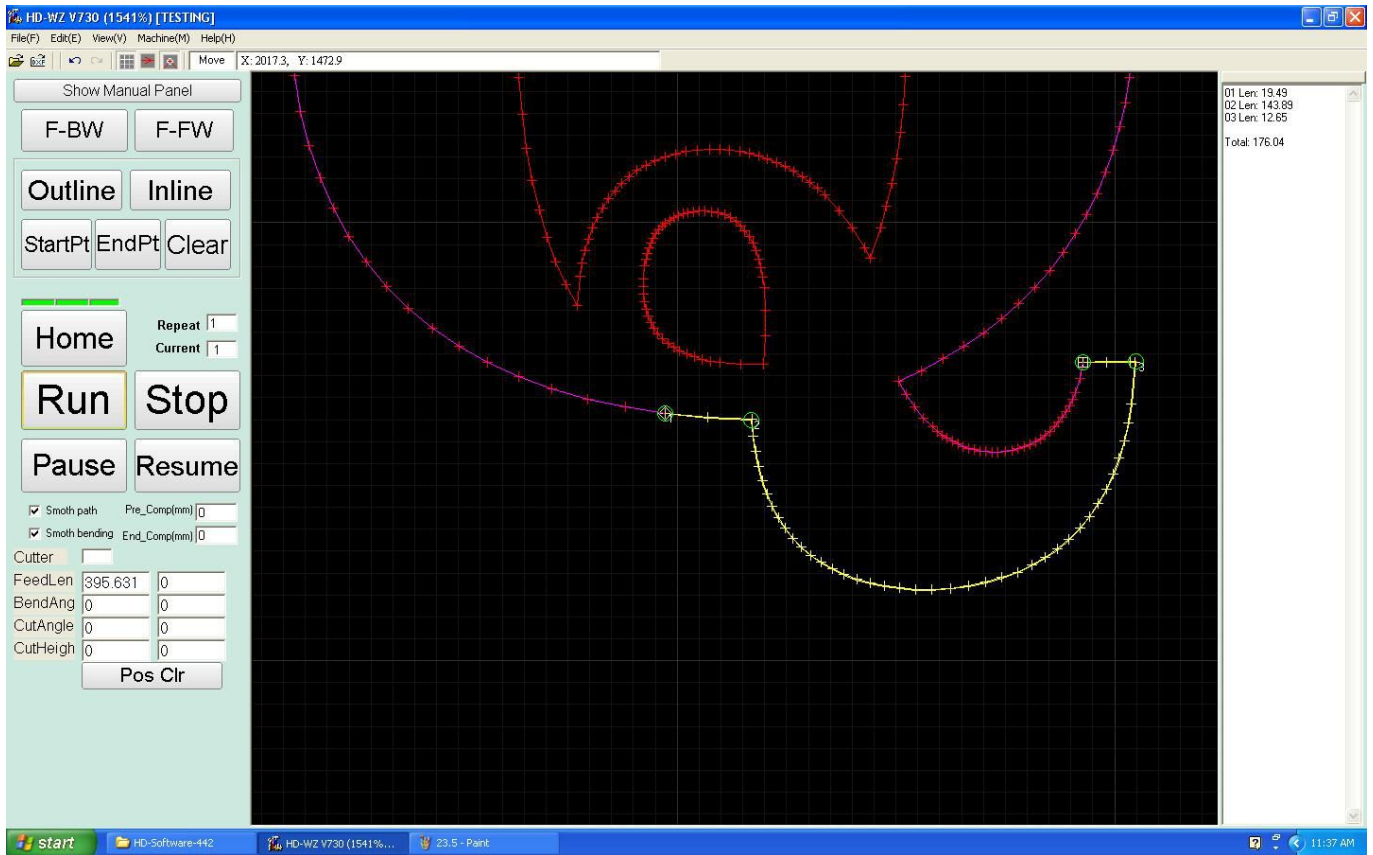 HD-WZ V730 (1541%) [TESTING]
File(F) Edit(E) View(V) Machine(M) Help(H)
DXF Move X: 2017.3, Y: 1472.9
Show Manual Panel
F-BW F-FW
Outline Inline
StartPt EndPt Clear
Home Repeat 1
Current 1
Run Stop
Pause Resume
Smoth path Pre_Comp(mm) 0
Smoth bending End_Comp(mm) 0
Cutter
FeedLen 395.631 0
BendAng 0 0
CutAngle 0 0
CutHeigh 0 0
Pos Clr
2
3
01 Len: 19.49
02 Len: 143.89
03 Len: 12.65
Total: 176.04
start HD-Software-442 HD-WZ V730 (1541%... 23.5 - Paint 11:37 AM